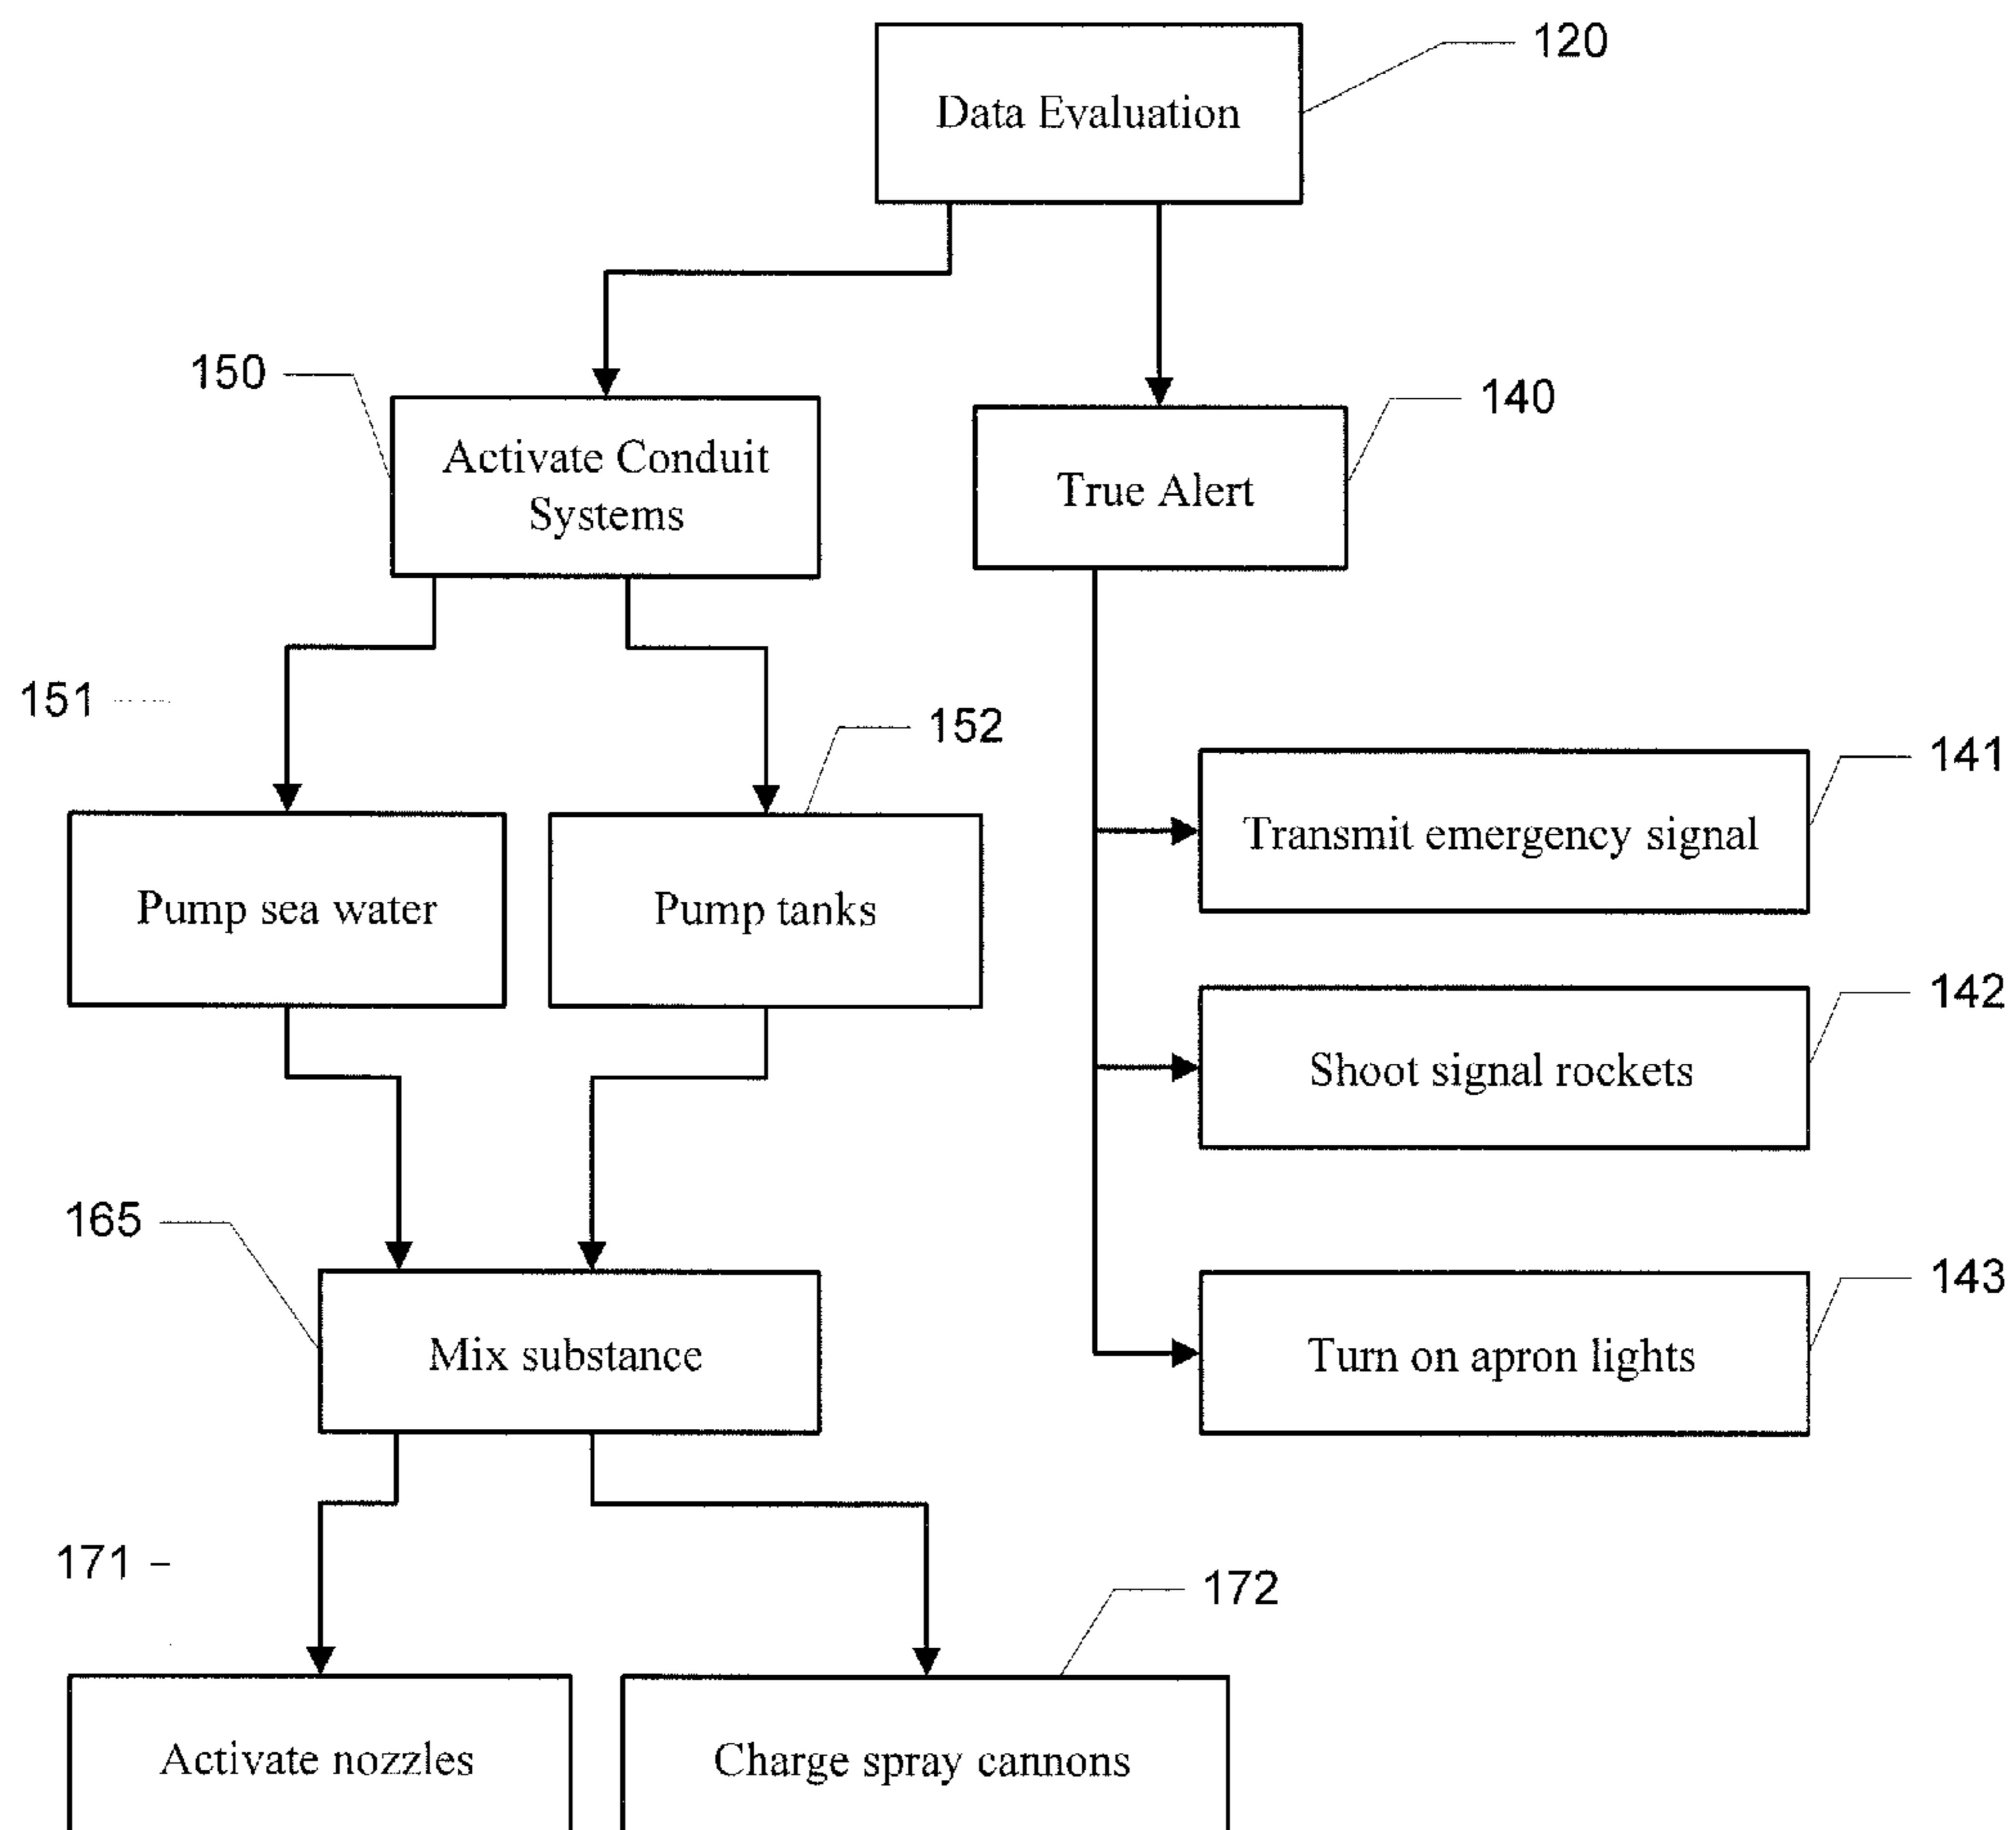 120
Data Evaluation
150
Activate Conduit
Systems
140
True Alert
151
152
141
Transmit emergency signal
Pump sea water
Pump tanks
142
Shoot signal rockets
165
Mix substance
143
Turn on apron lights
171
172
Activate nozzles
Charge spray cannons